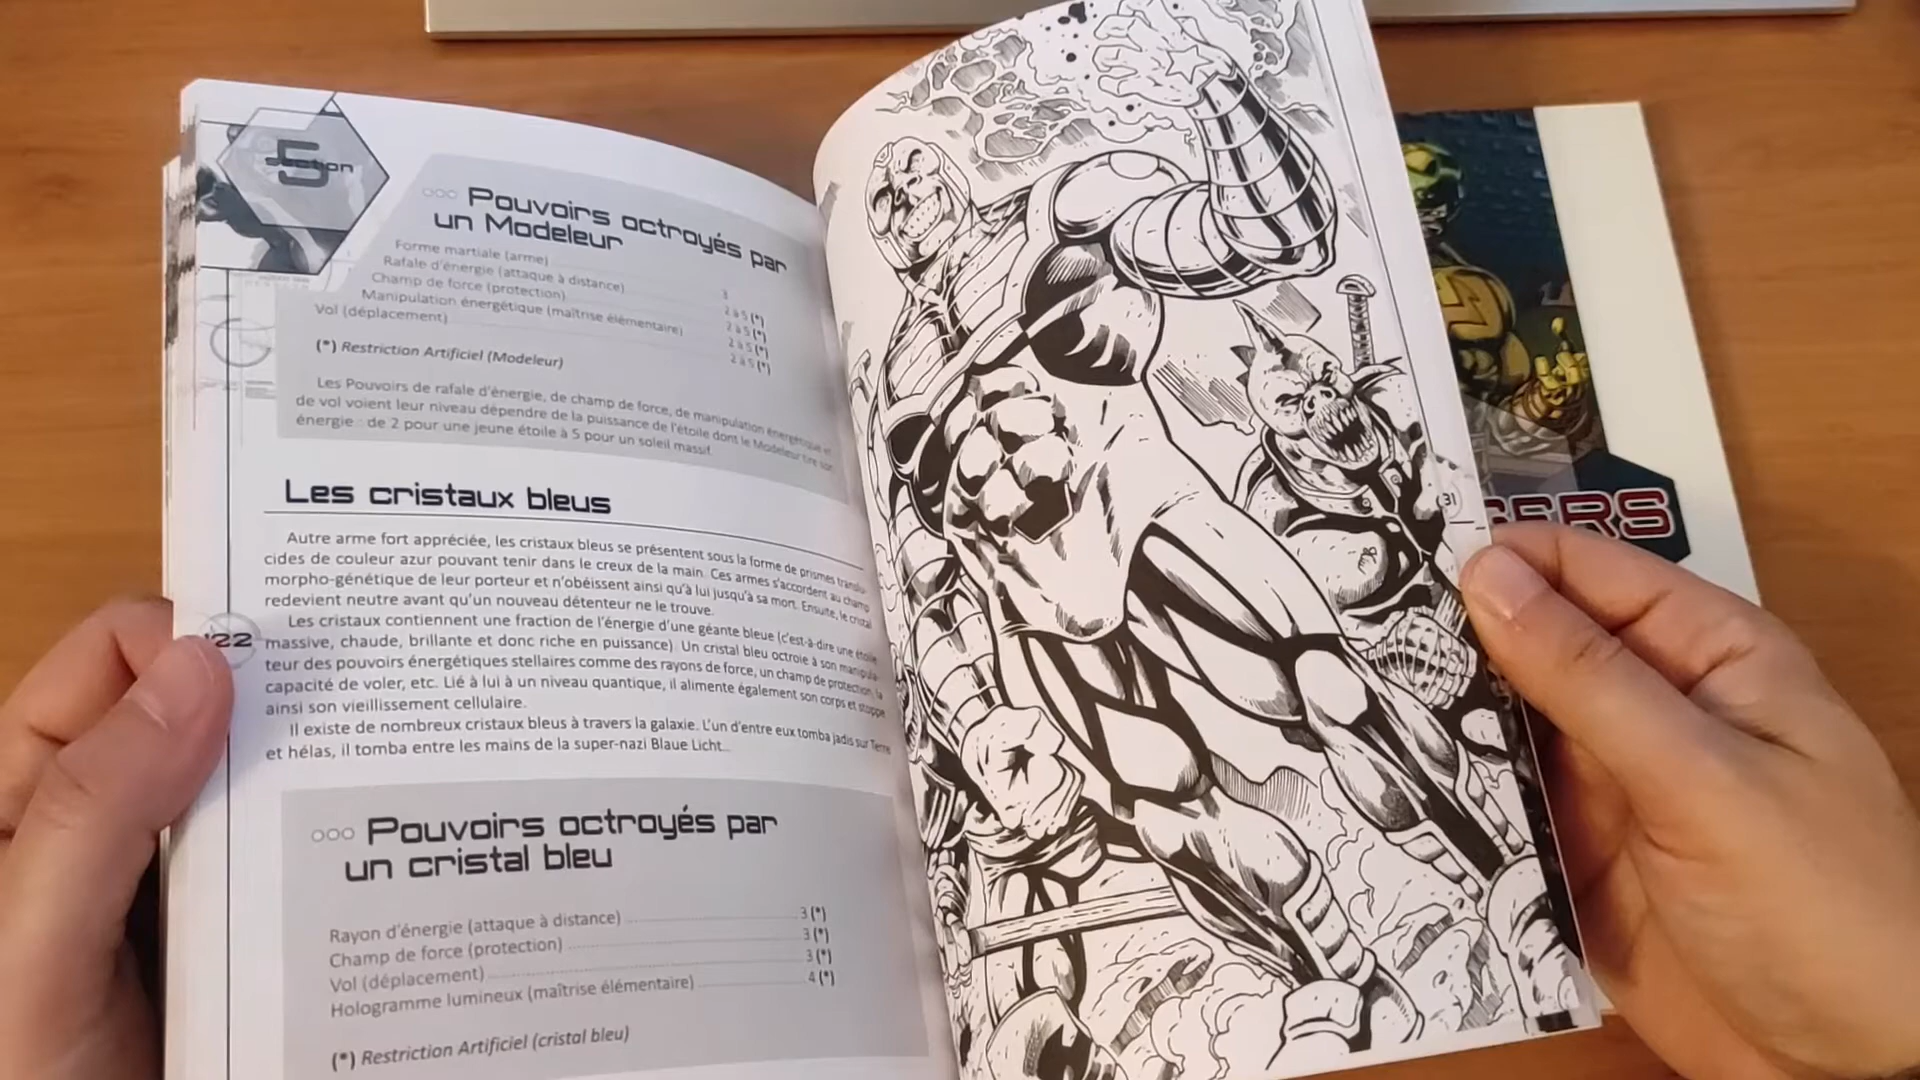 5
section
Pouvoirs octroyés par
un Modeleur
Forme martiale (arme) 3
Rafale d'énergie (attaque à distance) 2 à 5 (*)
Champ de force (protection) 2 à 5 (*)
Manipulation énergétique (maîtrise élémentaire) 2 à 5 (*)
Vol (déplacement) 2 à 5 (*)
(*) Restriction Artificiel (Modeleur)
Les Pouvoirs de rafale d'énergie, de champ de force, de manipulation énergétique et
de vol voient leur niveau dépendre de la puissance de l'étoile dont le Modeleur tire son
énergie : de 2 pour une jeune étoile à 5 pour un soleil massif.
Les cristaux bleus
Autre arme fort appréciée, les cristaux bleus se présentent sous la forme de prismes translu-
cides de couleur azur pouvant tenir dans le creux de la main. Ces armes s'accordent au champ
morpho-génétique de leur porteur et n'obéissent ainsi qu'à lui jusqu'à sa mort. Ensuite, le cristal
redevient neutre avant qu'un nouveau détenteur ne le trouve.
Les cristaux contiennent une fraction de l'énergie d'une géante bleue (c'est-à-dire une étoile
massive, chaude, brillante et donc riche en puissance). Un cristal bleu octroie à son manipula-
teur des pouvoirs énergétiques stellaires comme des rayons de force, un champ de protection, la
capacité de voler, etc. Lié à lui à un niveau quantique, il alimente également son corps et stoppe
ainsi son vieillissement cellulaire.
Il existe de nombreux cristaux bleus à travers la galaxie. L'un d'entre eux tomba jadis sur Terre
et hélas, il tomba entre les mains de la super-nazi Blaue Licht...
22
Pouvoirs octroyés par
un cristal bleu
Rayon d'énergie (attaque à distance) 3 (*)
Champ de force (protection) 3 (*)
Vol (déplacement) 3 (*)
Hologramme lumineux (maîtrise élémentaire) 4 (*)
(*) Restriction Artificiel (cristal bleu)
31
GERS